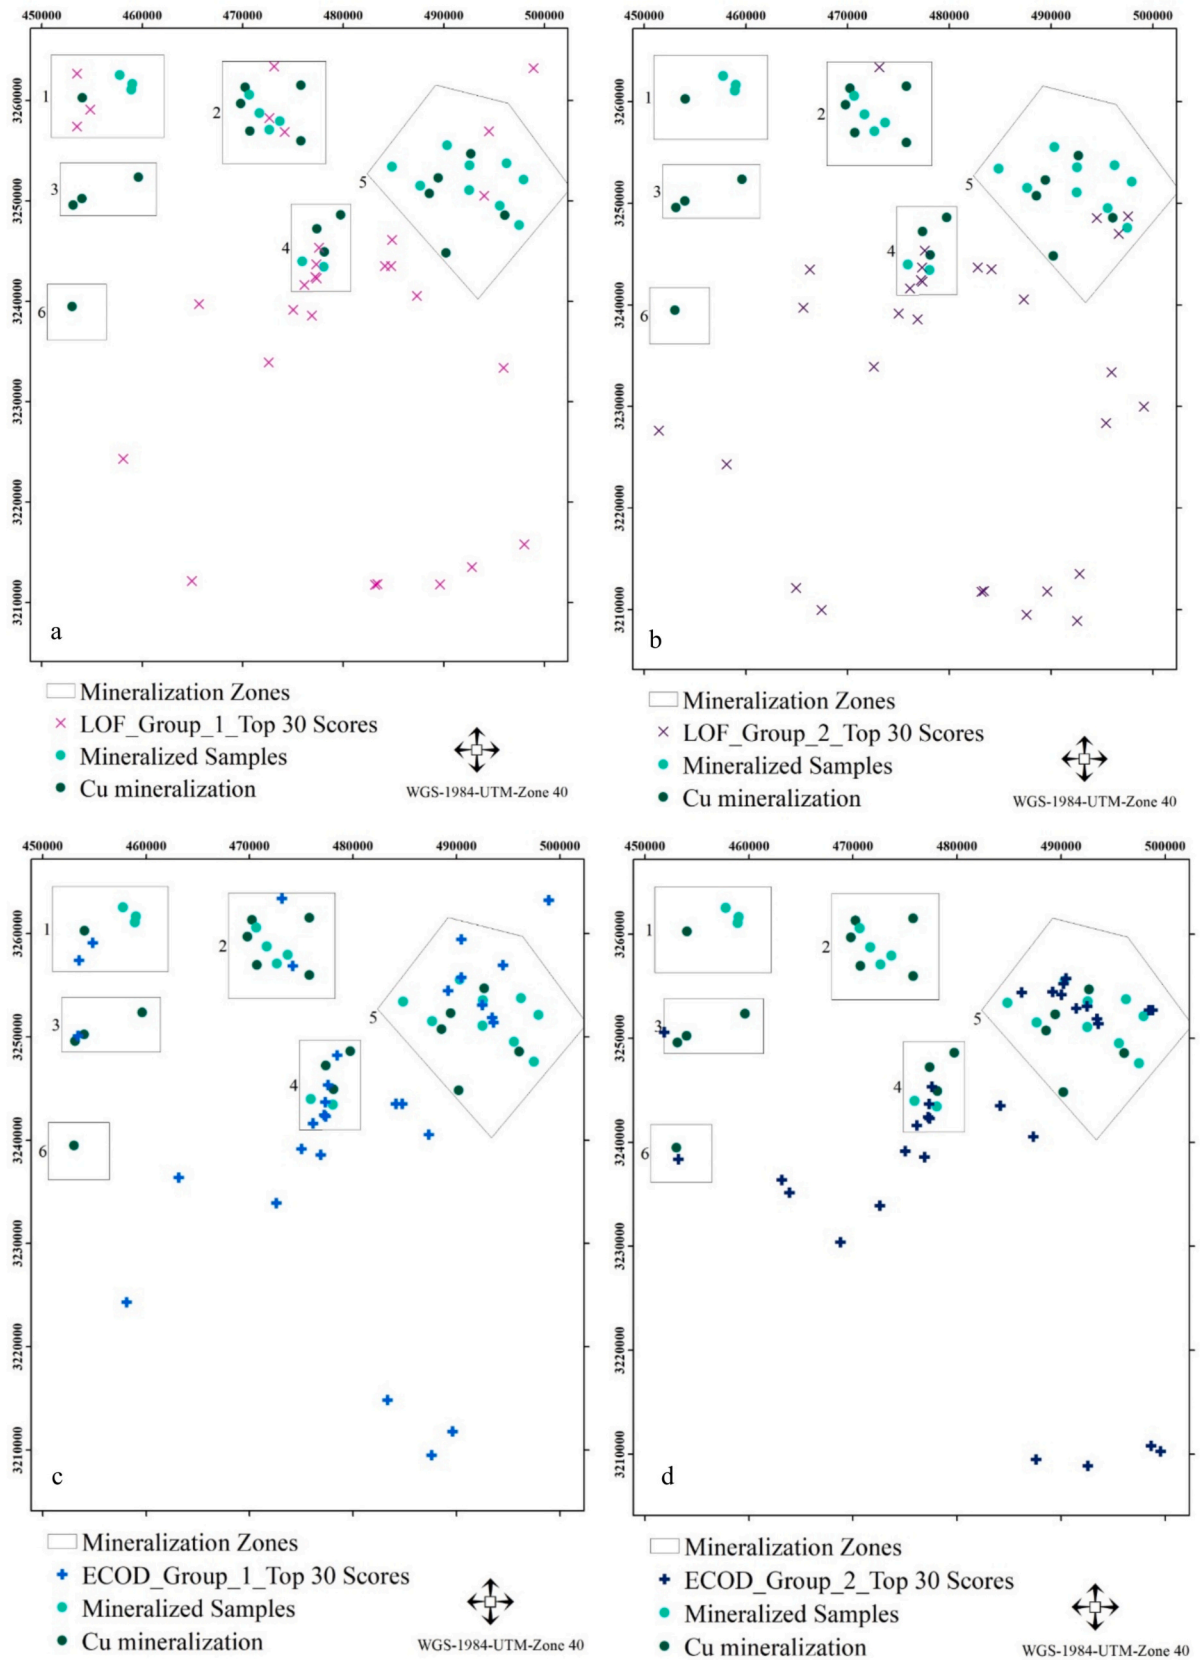 450000 460000 470000 480000 490000 500000
3260000
3250000
3240000
3230000
3220000
3210000
1
2
3
4
5
6
a
Mineralization Zones
LOF_Group_1_Top 30 Scores
Mineralized Samples
Cu mineralization
WGS-1984-UTM-Zone 40
450000 460000 470000 480000 490000 500000
3260000
3250000
3240000
3230000
3220000
3210000
1
2
3
4
5
6
b
Mineralization Zones
LOF_Group_2_Top 30 Scores
Mineralized Samples
Cu mineralization
WGS-1984-UTM-Zone 40
450000 460000 470000 480000 490000 500000
3260000
3250000
3240000
3230000
3220000
3210000
1
2
3
4
5
6
c
Mineralization Zones
ECOD_Group_1_Top 30 Scores
Mineralized Samples
Cu mineralization
WGS-1984-UTM-Zone 40
450000 460000 470000 480000 490000 500000
3260000
3250000
3240000
3230000
3220000
3210000
1
2
3
4
5
6
d
Mineralization Zones
ECOD_Group_2_Top 30 Scores
Mineralized Samples
Cu mineralization
WGS-1984-UTM-Zone 40